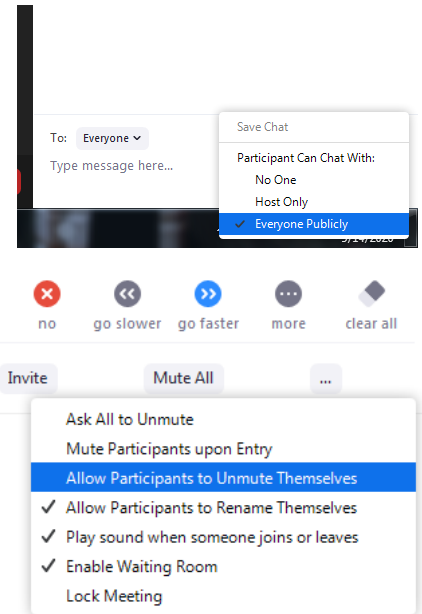 Save Chat
To: Everyone
Participant Can Chat With:
Type message here...
No One
Host Only
Everyone Publicly
no go slower go faster more clear all
Invite Mute All ...
Ask All to Unmute
Mute Participants upon Entry
Allow Participants to Unmute Themselves
Allow Participants to Rename Themselves
Play sound when someone joins or leaves
Enable Waiting Room
Lock Meeting